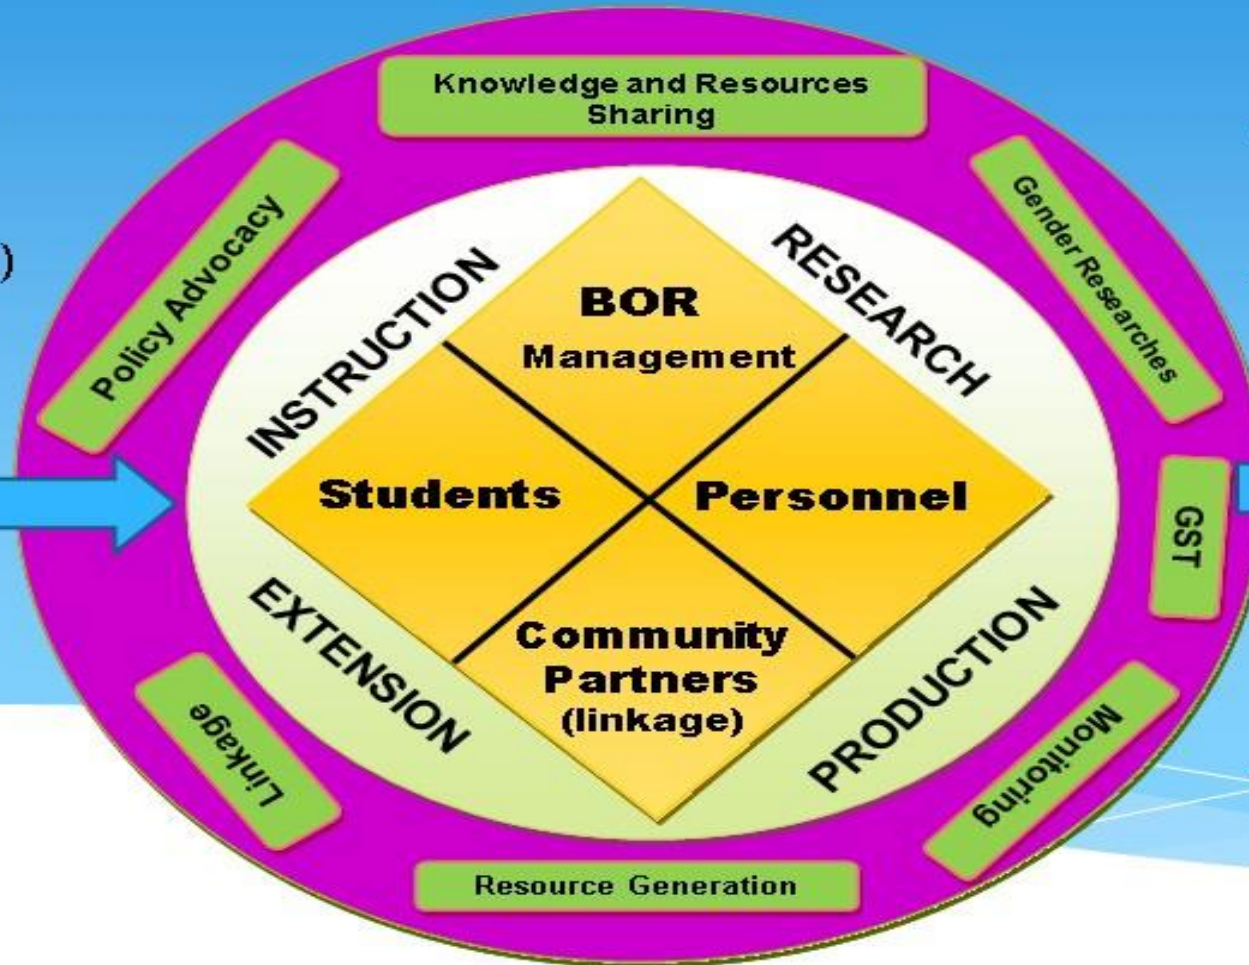 Knowledge and Resources
Sharing
Policy Advocacy
Gender Researches
)
INSTRUCTION
RESEARCH
BOR
Management
Students
Personnel
GST
EXTENSION
Community
Partners
(linkage)
PRODUCTION
Linkage
Monitoring
Resource Generation